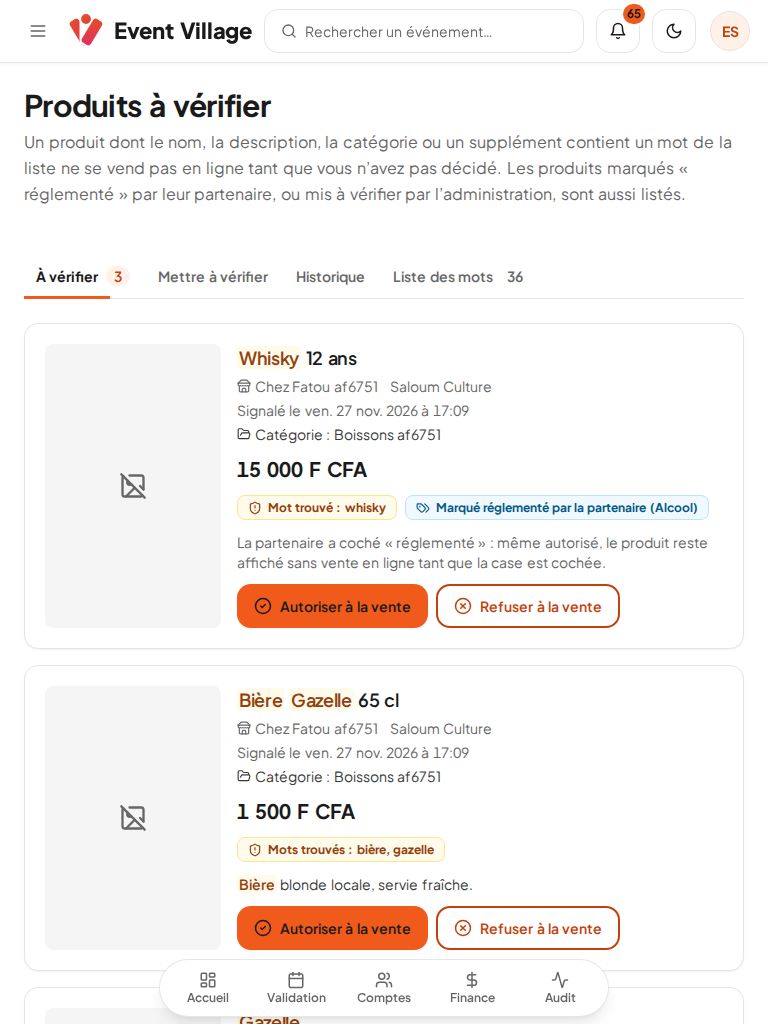 Event Village
Rechercher un événement...
65
ES
Produits à vérifier
Un produit dont le nom, la description, la catégorie ou un supplément contient un mot de la
liste ne se vend pas en ligne tant que vous n’avez pas décidé. Les produits marqués «
réglementé » par leur partenaire, ou mis à vérifier par l’administration, sont aussi listés.
À vérifier 3 Mettre à vérifier Historique Liste des mots 36
Whisky 12 ans
Chez Fatou af6751 Saloum Culture
Signalé le ven. 27 nov. 2026 à 17:09
Catégorie : Boissons af6751
15 000 F CFA
Mot trouvé : whisky Marqué réglementé par la partenaire (Alcool)
La partenaire a coché « réglementé » : même autorisé, le produit reste
affiché sans vente en ligne tant que la case est cochée.
Autoriser à la vente Refuser à la vente
Bière Gazelle 65 cl
Chez Fatou af6751 Saloum Culture
Signalé le ven. 27 nov. 2026 à 17:09
Catégorie : Boissons af6751
1 500 F CFA
Mots trouvés : bière, gazelle
Bière blonde locale, servie fraîche.
Autoriser à la vente Refuser à la vente
Accueil Validation Comptes Finance Audit
Gazelle